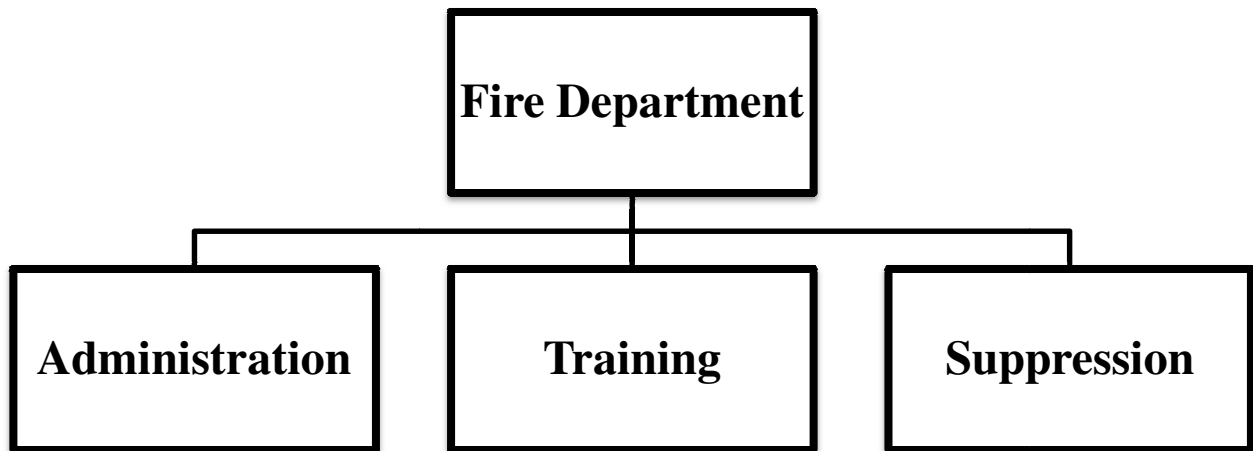 Fire Department
Administration
Training
Suppression